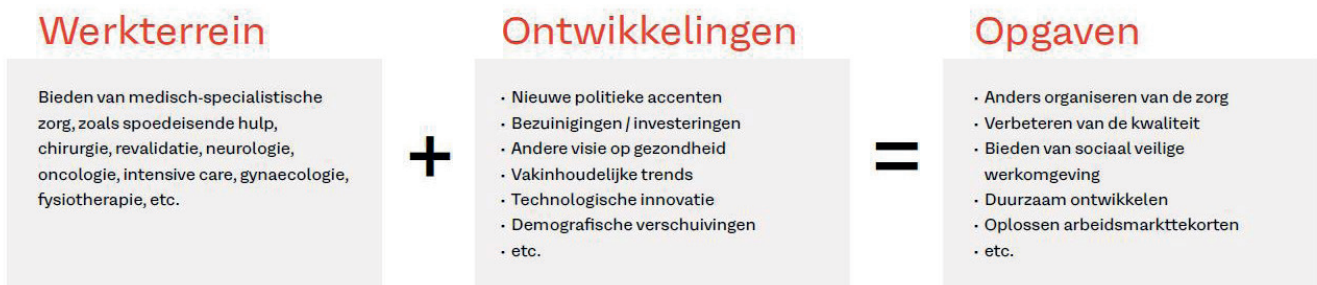 Werkterrein
Bieden van medisch-specialistische
zorg, zoals spoedeisende hulp,
chirurgie, revalidatie, neurologie,
oncologie, intensive care, gynaecologie,
fysiotherapie, etc.
+
Ontwikkelingen
· Nieuwe politieke accenten
· Bezuinigingen / investeringen
· Andere visie op gezondheid
· Vakinhoudelijke trends
· Technologische innovatie
· Demografische verschuivingen
· etc.
=
Opgaven
· Anders organiseren van de zorg
· Verbeteren van de kwaliteit
· Bieden van sociaal veilige
werkomgeving
· Duurzaam ontwikkelen
· Oplossen arbeidsmarkttekorten
· etc.